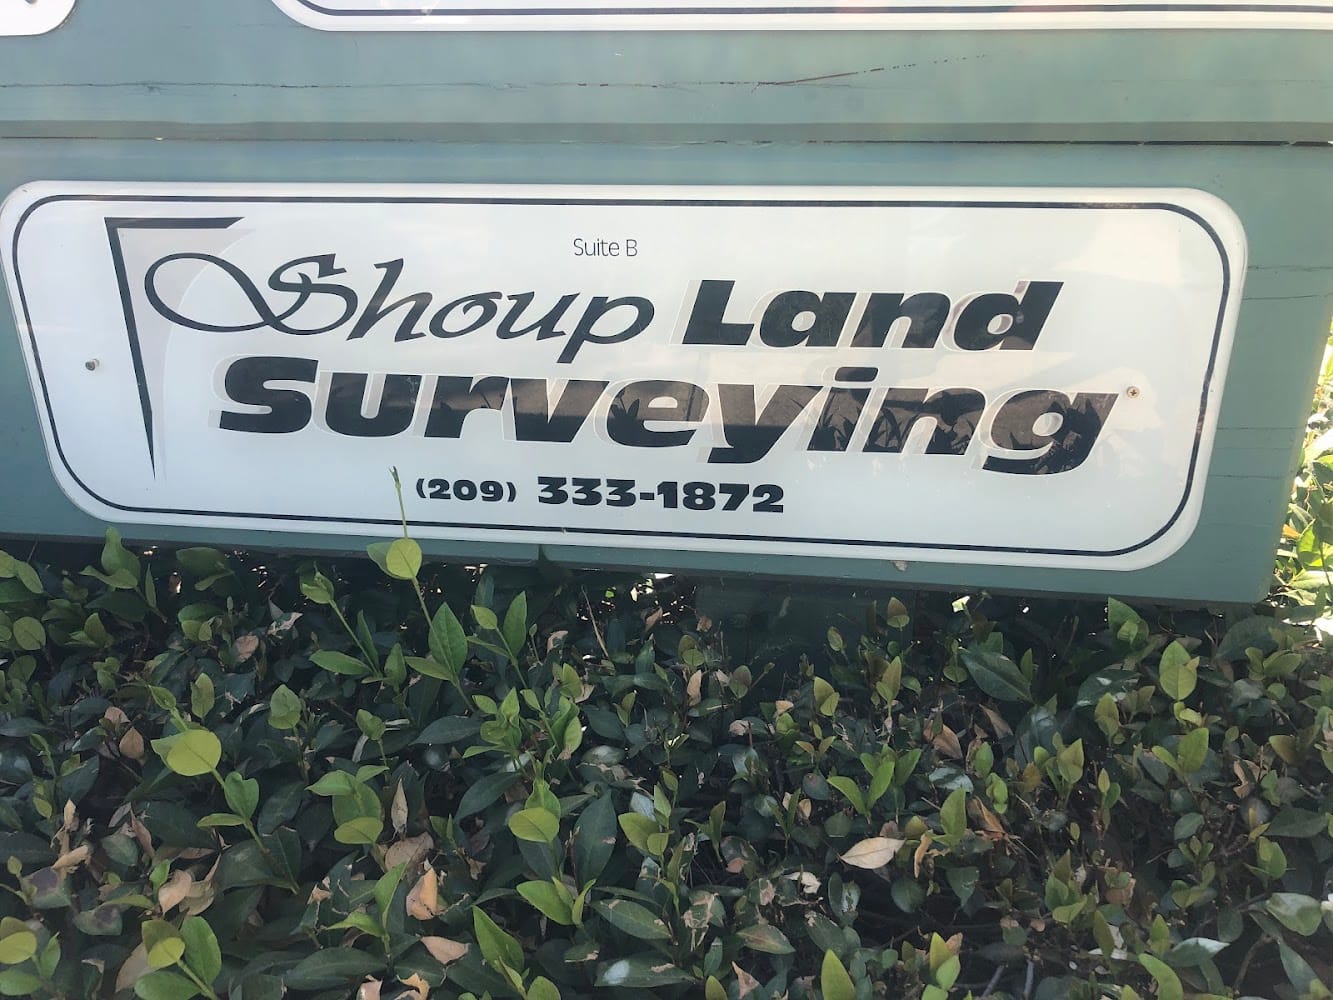 Suite B
Shoup Land
Surveying
(209) 333-1872